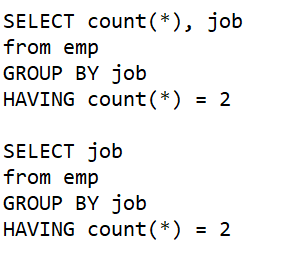 SELECT count(*), job
from emp
GROUP BY job
HAVING count(*) = 2

SELECT job
from emp
GROUP BY job
HAVING count(*) = 2